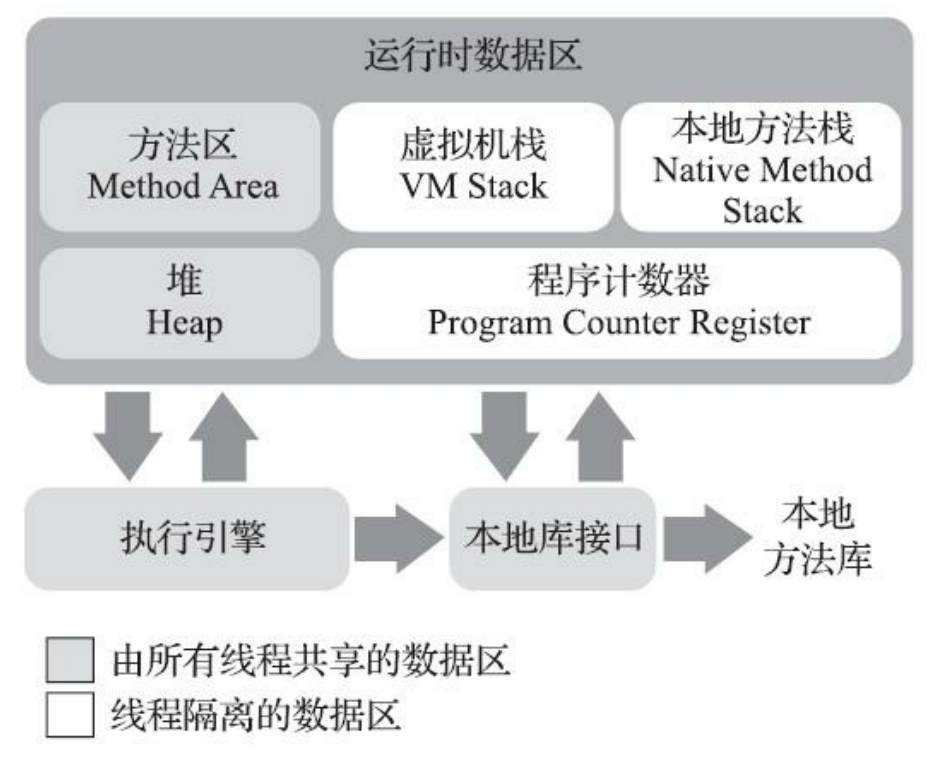 运行时数据区
方法区
Method Area
虚拟机栈
VM Stack
本地方法栈
Native Method
Stack
堆
Heap
程序计数器
Program Counter Register
执行引擎
本地库接口
本地
方法库
由所有线程共享的数据区
线程隔离的数据区